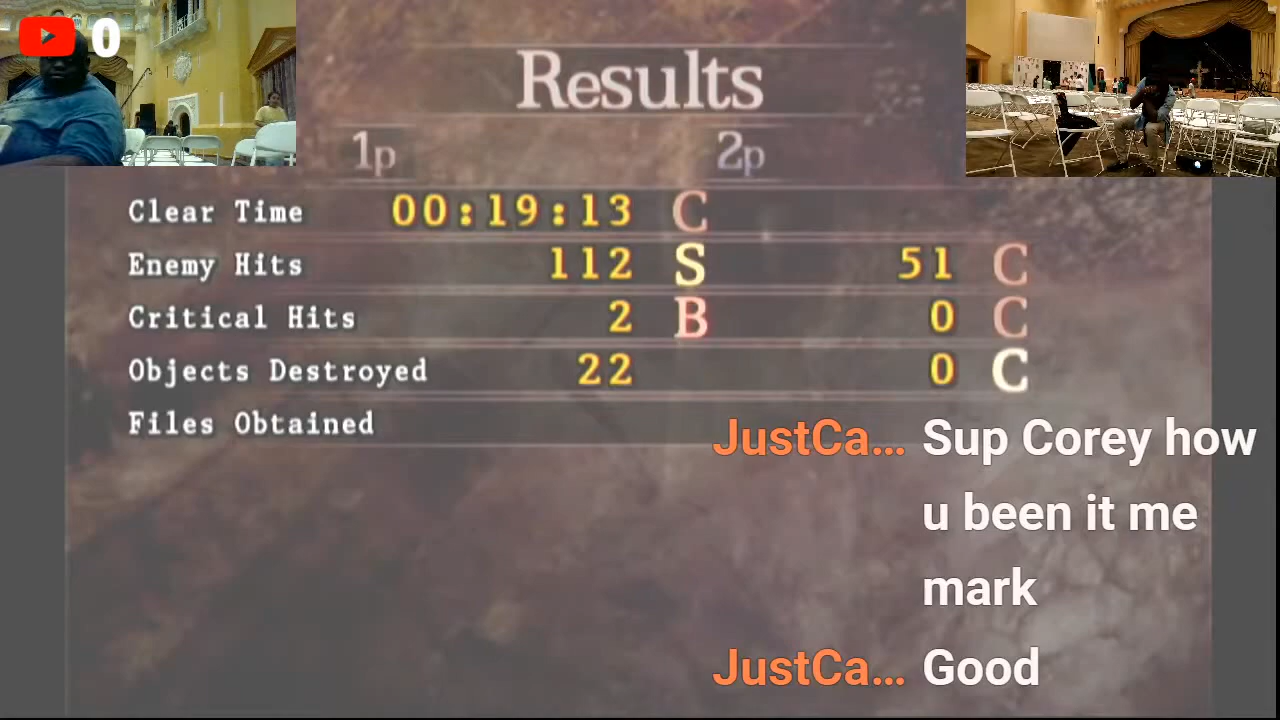 0
Results
1p 2p
Clear Time 00:19:13 C
Enemy Hits 112 S 51 C
Critical Hits 2 B 0 C
Objects Destroyed 22 0 C
Files Obtained
JustCa... Sup Corey how
u been it me
mark
JustCa... Good